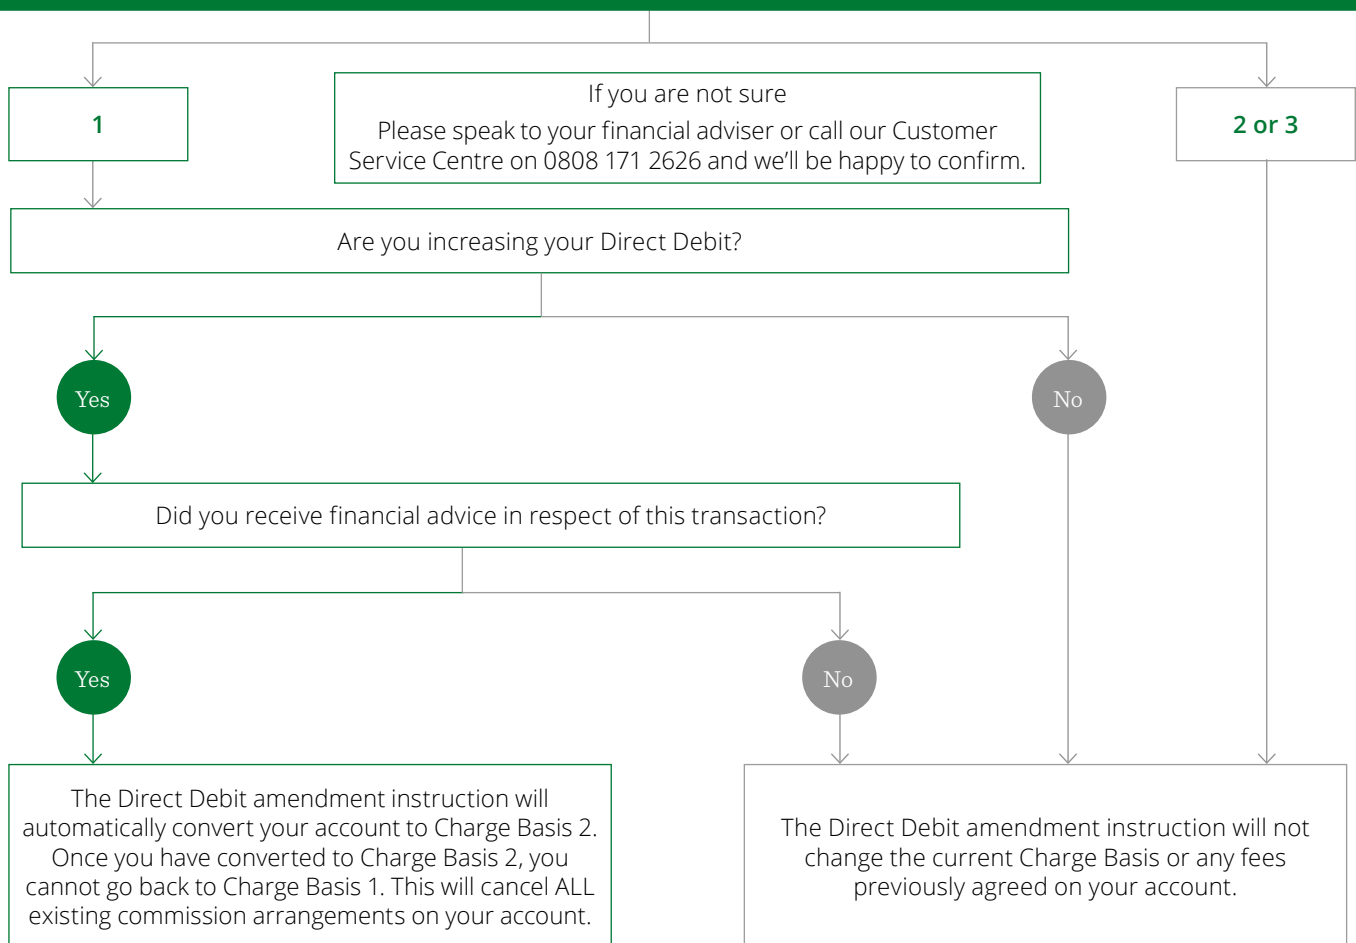 1
If you are not sure
Please speak to your financial adviser or call our Customer
Service Centre on 0808 171 2626 and we’ll be happy to confirm.
2 or 3
Are you increasing your Direct Debit?
Yes
No
Did you receive financial advice in respect of this transaction?
Yes
No
The Direct Debit amendment instruction will
automatically convert your account to Charge Basis 2.
Once you have converted to Charge Basis 2, you
cannot go back to Charge Basis 1. This will cancel ALL
existing commission arrangements on your account.
The Direct Debit amendment instruction will not
change the current Charge Basis or any fees
previously agreed on your account.